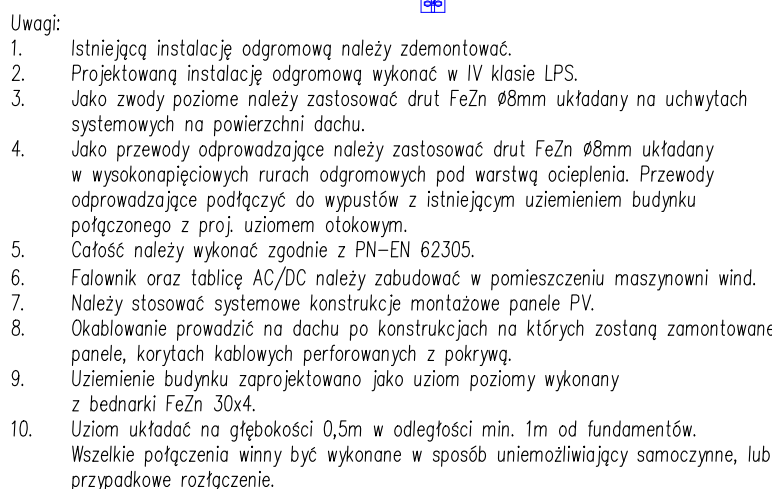 Uwagi:
1. Istniejącą instalację odgromową należy zdemontować.
2. Projektowaną instalację odgromową wykonać w IV klasie LPS.
3. Jako zwody poziome należy zastosować drut FeZn Ø8mm układany na uchwytach
systemowych na powierzchni dachu.
4. Jako przewody odprowadzające należy zastosować drut FeZn Ø8mm układany
w wysokonapięciowych rurach odgromowych pod warstwą ocieplenia. Przewody
odprowadzające podłączyć do wypustów z istniejącym uziemieniem budynku
połączonego z proj. uziomem otokowym.
5. Całość należy wykonać zgodnie z PN-EN 62305.
6. Falownik oraz tablicę AC/DC należy zabudować w pomieszczeniu maszynowni wind.
7. Należy stosować systemowe konstrukcje montażowe panele PV.
8. Okablowanie prowadzić na dachu po konstrukcjach na których zostaną zamontowane
panele, korytach kablowych perforowanych z pokrywą.
9. Uziemienie budynku zaprojektowano jako uziom poziomy wykonany
z bednarki FeZn 30x4.
10. Uziom układać na głębokości 0,5m w odległości min. 1m od fundamentów.
Wszelkie połączenia winny być wykonane w sposób uniemożliwiający samoczynne, lub
przypadkowe rozłączenie.